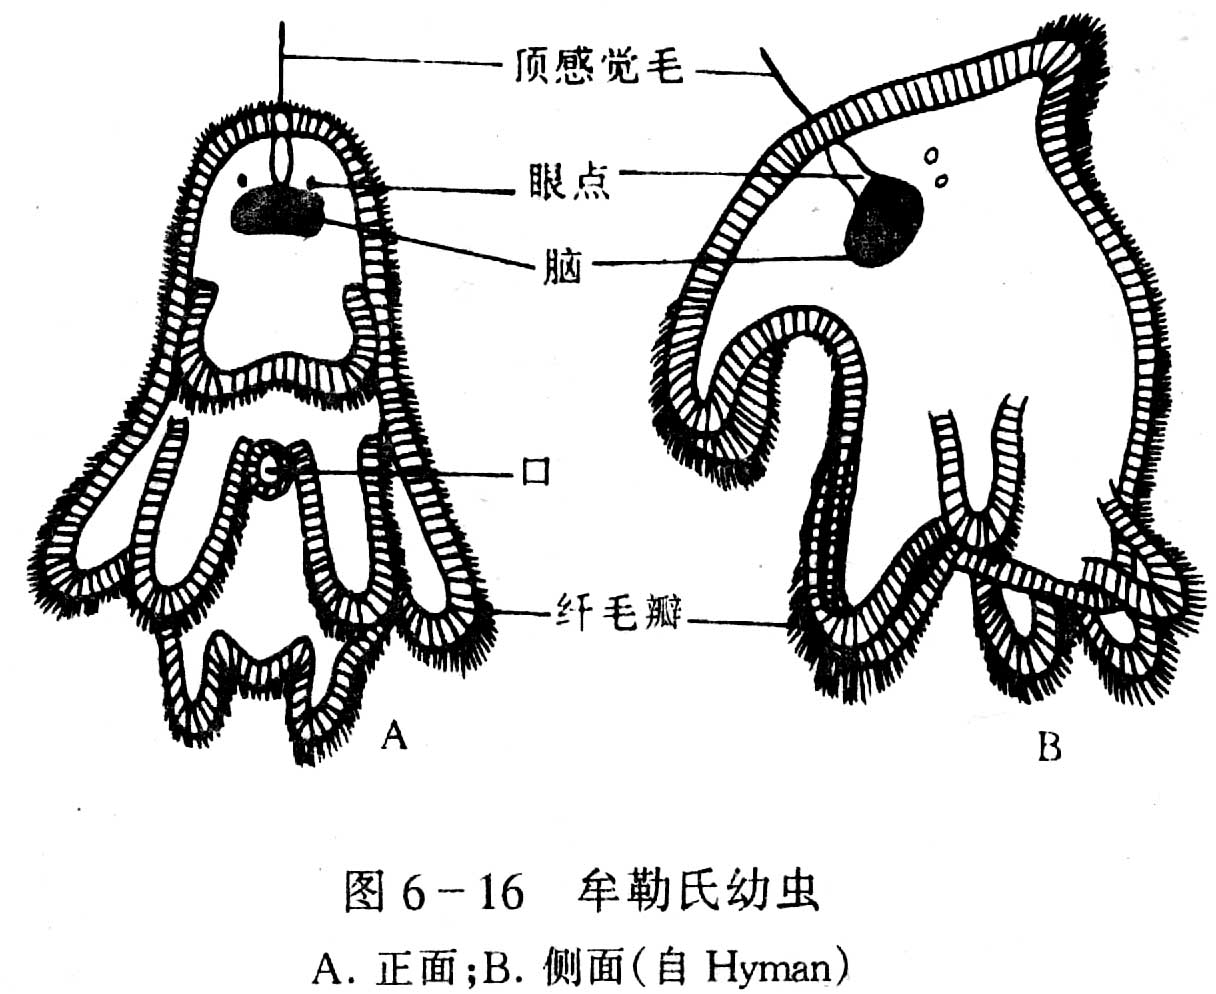 顶感觉毛
眼点
脑
口
纤毛瓣
A
B
图 6-16 牟勒氏幼虫
A. 正面;B. 侧面(自 Hyman)